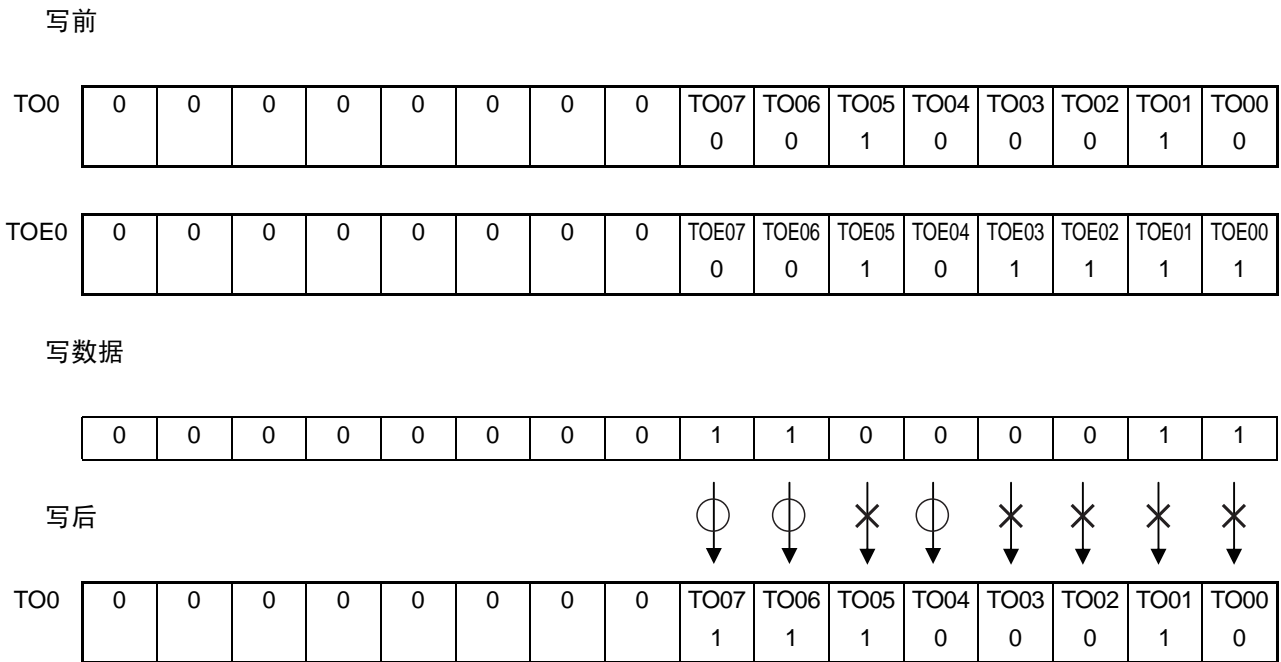 写前
TO0 0 0 0 0 0 0 0 0 TO07 TO06 TO05 TO04 TO03 TO02 TO01 TO00
0 0 1 0 0 0 1 0
TOE0 0 0 0 0 0 0 0 0 TOE07 TOE06 TOE05 TOE04 TOE03 TOE02 TOE01 TOE00
0 0 1 0 1 1 1 1
写数据
0 0 0 0 0 0 0 0 1 1 0 0 0 0 1 1
写后
TO0 0 0 0 0 0 0 0 0 TO07 TO06 TO05 TO04 TO03 TO02 TO01 TO00
1 1 1 0 0 0 1 0